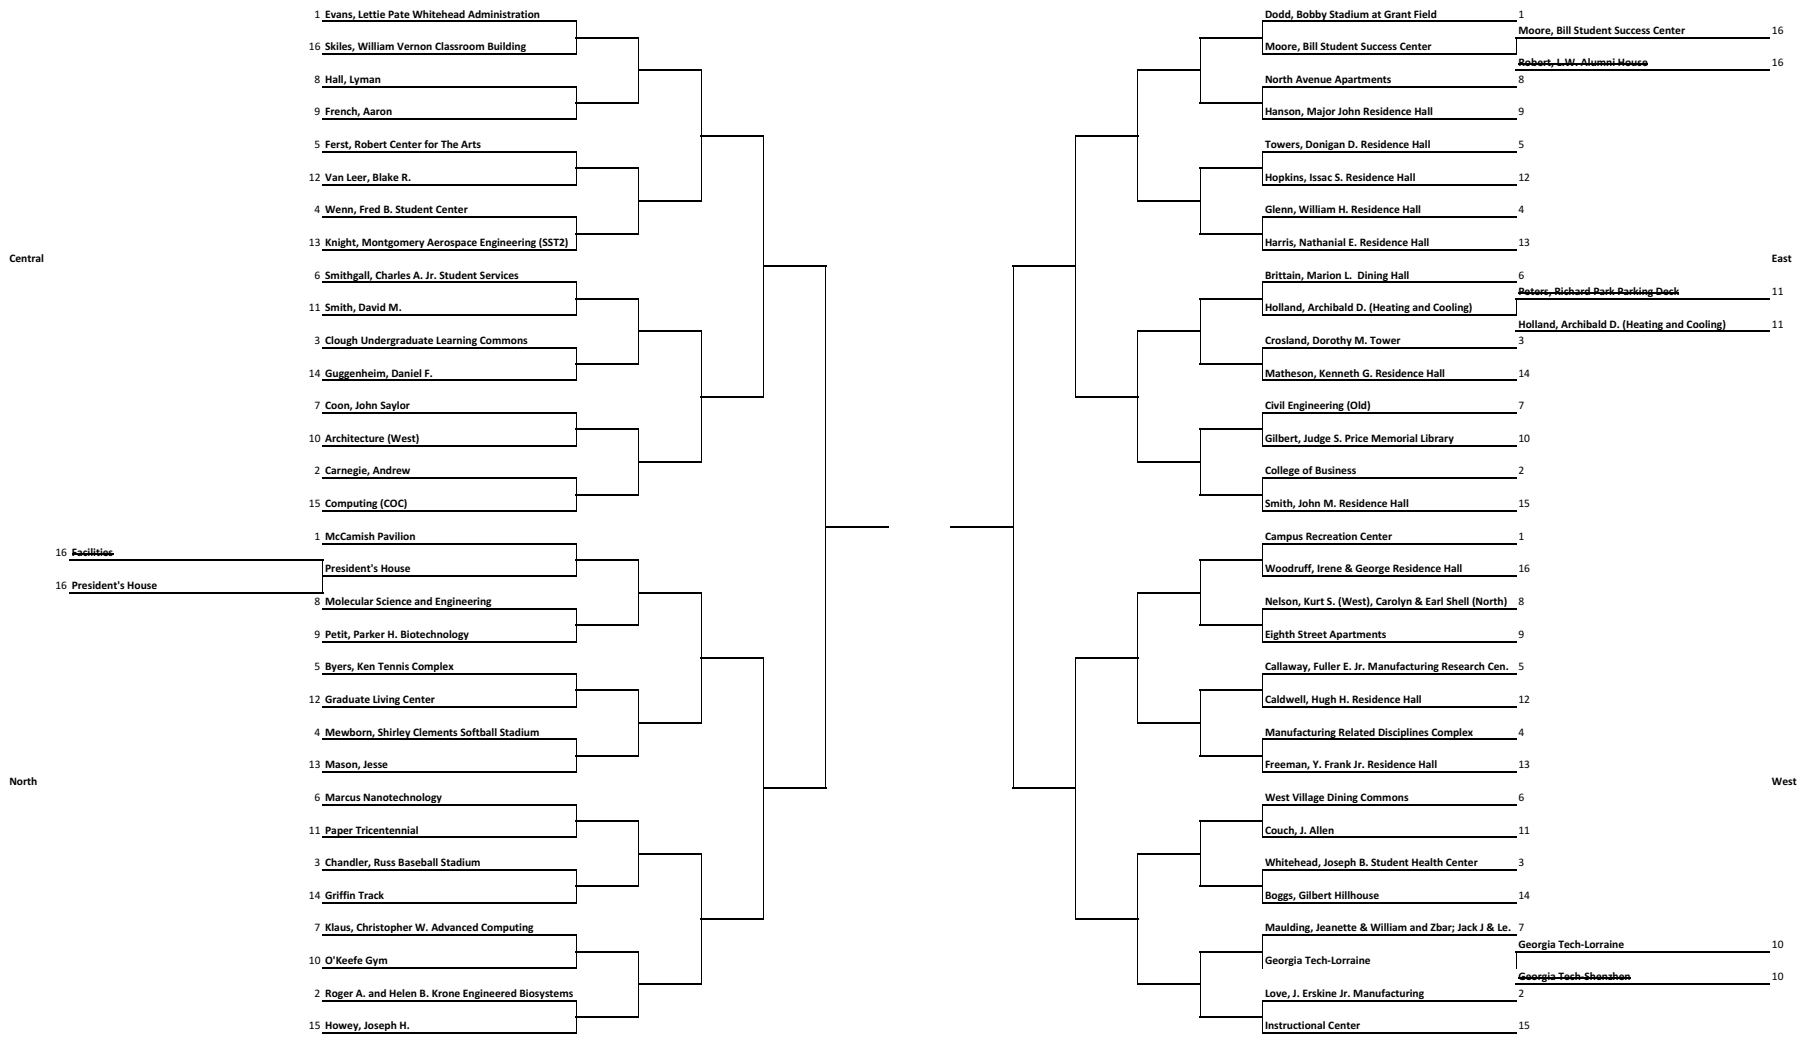 1 Evans, Lettie Pate Whitehead Administration
16 Skiles, William Vernon Classroom Building
8 Hall, Lyman
9 French, Aaron
5 Ferst, Robert Center for The Arts
12 Van Leer, Blake R.
4 Wenn, Fred B. Student Center
13 Knight, Montgomery Aerospace Engineering (SST2)
Central
6 Smithgall, Charles A. Jr. Student Services
11 Smith, David M.
3 Clough Undergraduate Learning Commons
14 Guggenheim, Daniel F.
7 Coon, John Saylor
10 Architecture (West)
2 Carnegie, Andrew
15 Computing (COC)
1 McCamish Pavilion
16 Facilities
President's House
16 President's House
8 Molecular Science and Engineering
9 Petit, Parker H. Biotechnology
5 Byers, Ken Tennis Complex
12 Graduate Living Center
4 Mewborn, Shirley Clements Softball Stadium
13 Mason, Jesse
North
6 Marcus Nanotechnology
11 Paper Tricentennial
3 Chandler, Russ Baseball Stadium
14 Griffin Track
7 Klaus, Christopher W. Advanced Computing
10 O'Keefe Gym
2 Roger A. and Helen B. Krone Engineered Biosystems
15 Howey, Joseph H.
Dodd, Bobby Stadium at Grant Field 1
Moore, Bill Student Success Center 16
Moore, Bill Student Success Center
Robert, L.W. Alumni House 16
North Avenue Apartments 8
Hanson, Major John Residence Hall 9
Towers, Donigan D. Residence Hall 5
Hopkins, Issac S. Residence Hall 12
Glenn, William H. Residence Hall 4
Harris, Nathanial E. Residence Hall 13
East
Brittain, Marion L. Dining Hall 6
Peters, Richard Park Parking Deck 11
Holland, Archibald D. (Heating and Cooling)
Holland, Archibald D. (Heating and Cooling) 11
Crosland, Dorothy M. Tower 3
Matheson, Kenneth G. Residence Hall 14
Civil Engineering (Old) 7
Gilbert, Judge S. Price Memorial Library 10
College of Business 2
Smith, John M. Residence Hall 15
Campus Recreation Center 1
Woodruff, Irene & George Residence Hall 16
Nelson, Kurt S. (West), Carolyn & Earl Shell (North) 8
Eighth Street Apartments 9
Callaway, Fuller E. Jr. Manufacturing Research Cen. 5
Caldwell, Hugh H. Residence Hall 12
Manufacturing Related Disciplines Complex 4
Freeman, Y. Frank Jr. Residence Hall 13
West
West Village Dining Commons 6
Couch, J. Allen 11
Whitehead, Joseph B. Student Health Center 3
Boggs, Gilbert Hillhouse 14
Maulding, Jeanette & William and Zbar; Jack J & Le. 7
Georgia Tech-Lorraine 10
Georgia Tech-Lorraine
Georgia Tech-Shenzhen 10
Love, J. Erskine Jr. Manufacturing 2
Instructional Center 15